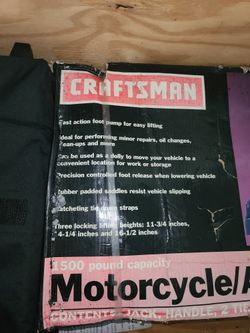 CRAFTSMAN
Fast action foot pump for easy lifting
Ideal for performing minor repairs, oil changes,
clean-ups and more
Can be used as a dolly to move your vehicle to a
convenient location for work or storage
Precision controlled foot release when lowering vehicle
Rubber padded saddles resist vehicle slipping
Ratcheting tie down straps
Three locking heights: 11-3/4 inches,
14-1/4 inches and 16-1/2 inches
1500 pound capacity
Motorcycle/A
CONTENTS: JACK, HANDLE, 2 TIE